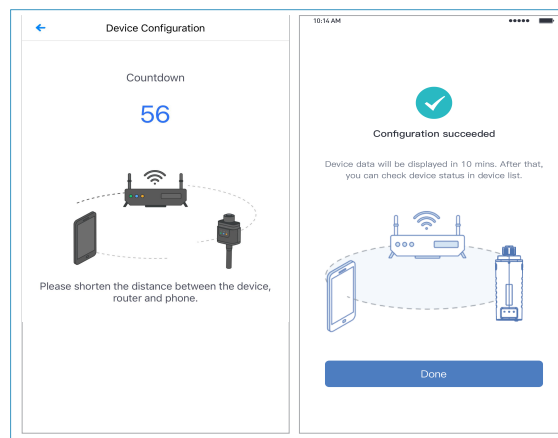 Device Configuration
Countdown
56
Please shorten the distance between the device,
router and phone.
10:14 AM
Configuration succeeded
Device data will be displayed in 10 mins. After that,
you can check device status in device list.
Done